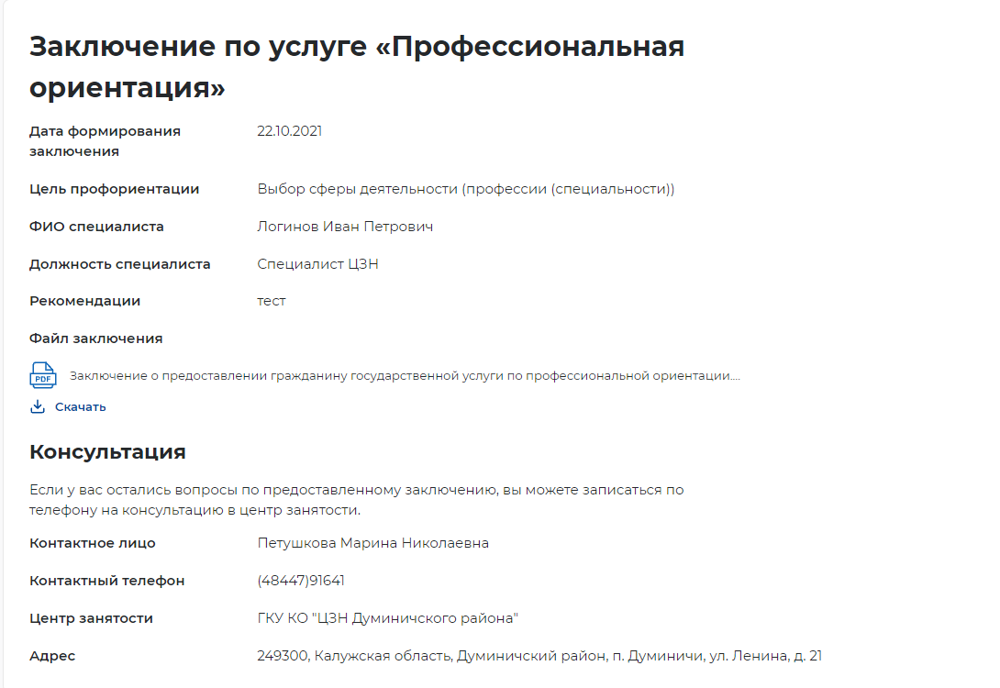 Заключение по услуге «Профессиональная
ориентация»
Дата формирования
заключения
22.10.2021
Цель профориентации
Выбор сферы деятельности (профессии (специальности))
ФИО специалиста
Логинов Иван Петрович
Должность специалиста
Специалист ЦЗН
Рекомендации
тест
Файл заключения
PDF
Заключение о предоставлении гражданину государственной услуги по профессиональной ориентации....
Скачать
Консультация
Если у вас остались вопросы по предоставленному заключению, вы можете записаться по
телефону на консультацию в центр занятости.
Контактное лицо
Петушкова Марина Николаевна
Контактный телефон
(48447)91641
Центр занятости
ГКУ КО "ЦЗН Думиничского района"
Адрес
249300, Калужская область, Думиничский район, п. Думиничи, ул. Ленина, д. 21